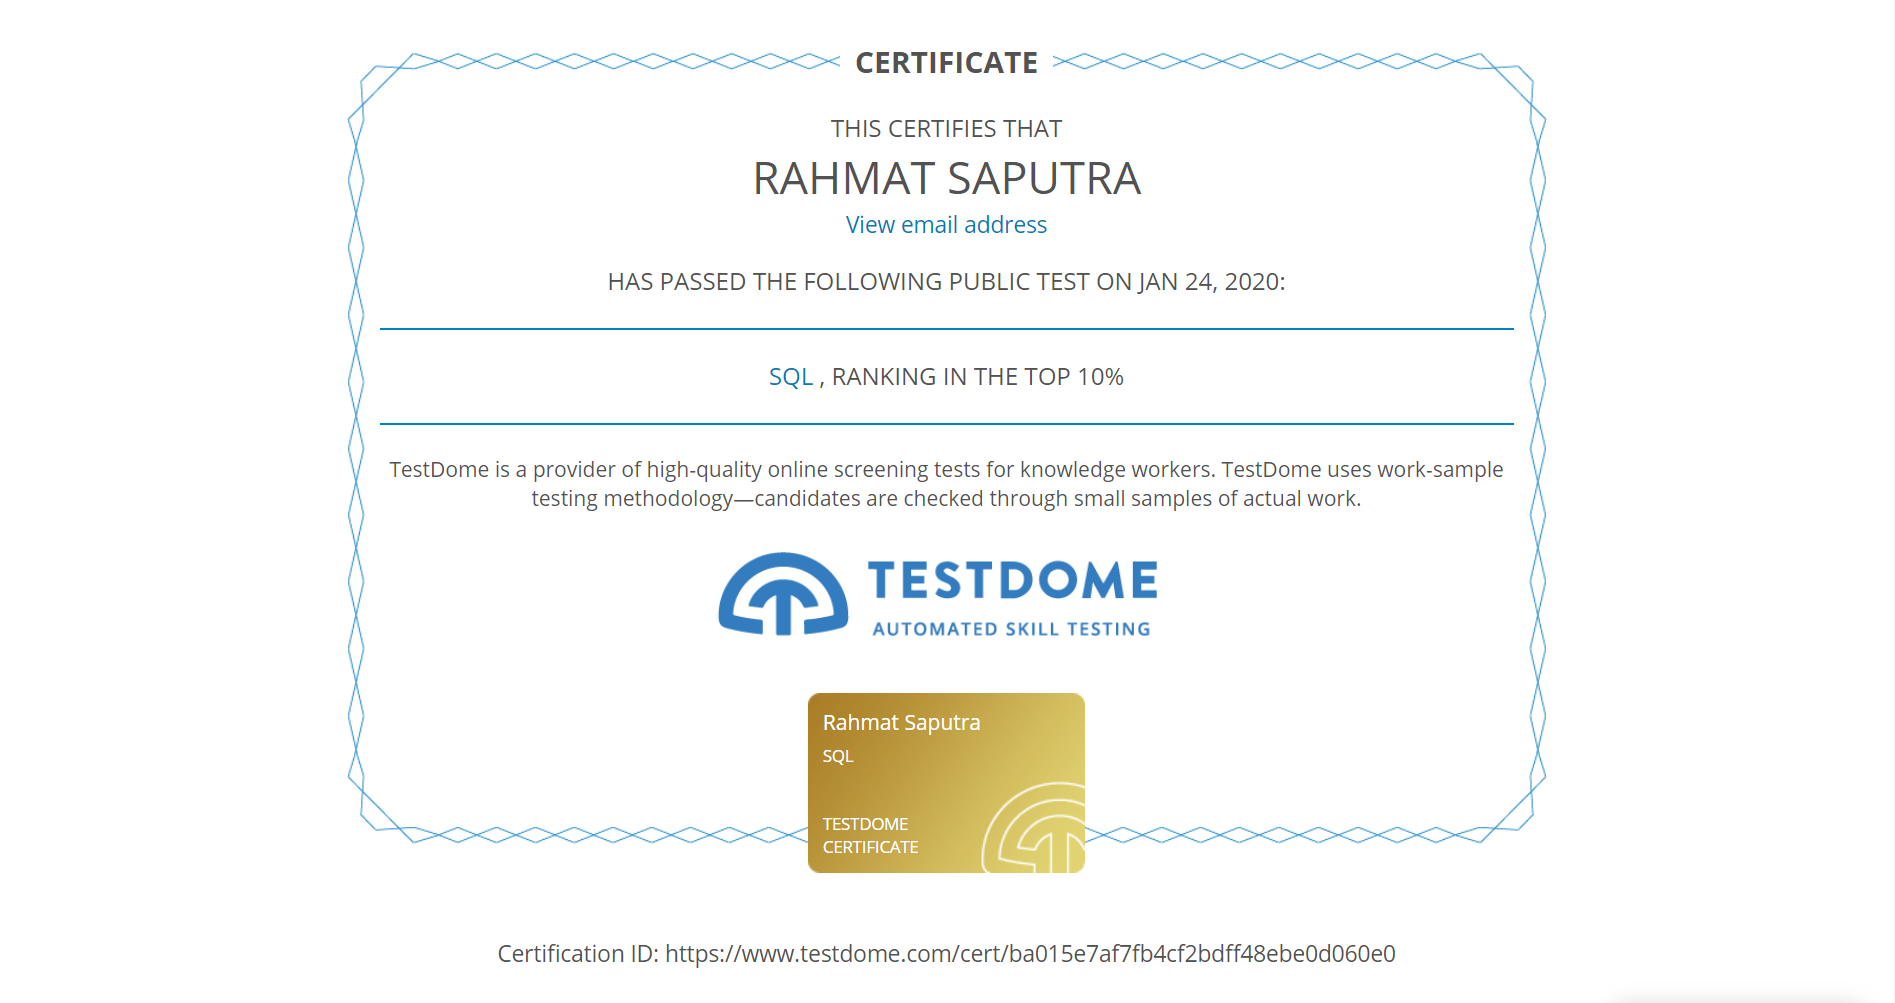 CERTIFICATE
THIS CERTIFIES THAT
RAHMAT SAPUTRA
View email address
HAS PASSED THE FOLLOWING PUBLIC TEST ON JAN 24, 2020:
SQL , RANKING IN THE TOP 10%
TestDome is a provider of high-quality online screening tests for knowledge workers. TestDome uses work-sample
testing methodology—candidates are checked through small samples of actual work.
TESTDOME
AUTOMATED SKILL TESTING
Rahmat Saputra
SQL
TESTDOME
CERTIFICATE
Certification ID: https://www.testdome.com/cert/ba015e7af7fb4cf2bdff48ebe0d060e0